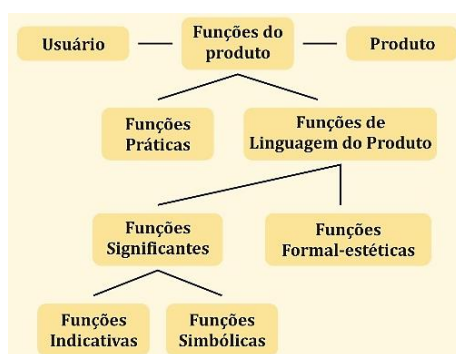 Usuário
Funções do
produto
Produto
Funções
Práticas
Funções de
Linguagem do Produto
Funções
Significantes
Funções
Formal-estéticas
Funções
Indicativas
Funções
Simbólicas